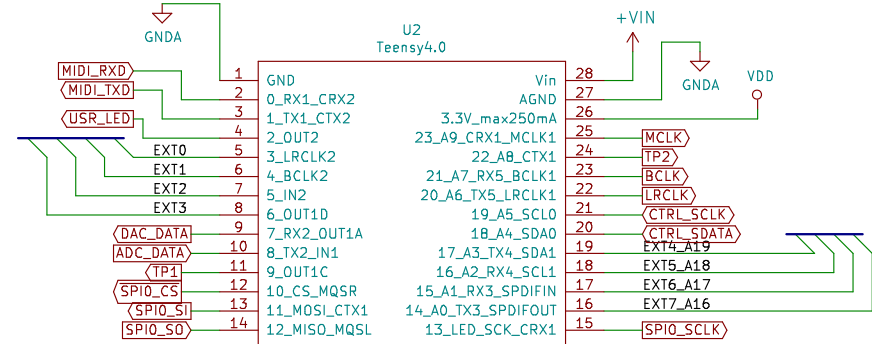 U2
Teensy4.0
GNDA
+VIN
GNDA
VDD
MIDI_RXD
MIDI_TXD
USR_LED
EXT0
EXT1
EXT2
EXT3
DAC_DATA
ADC_DATA
TP1
SPI0_CS
SPI0_SI
SPI0_SO
1 GND
2 0_RX1_CRX2
3 1_TX1_CTX2
4 2_OUT2
5 3_LRCLK2
6 4_BCLK2
7 5_IN2
8 6_OUT1D
9 7_RX2_OUT1A
10 8_TX2_IN1
11 9_OUT1C
12 10_CS_MQSR
13 11_MOSI_CTX1
14 12_MISO_MQSL
Vin 28
AGND 27
3.3V_max250mA 26
23_A9_CRX1_MCLK1 25
22_A8_CTX1 24
21_A7_RX5_BCLK1 23
20_A6_TX5_LRCLK1 22
19_A5_SCL0 21
18_A4_SDA0 20
17_A3_TX4_SDA1 19
16_A2_RX4_SCL1 18
15_A1_RX3_SPDIFIN 17
14_A0_TX3_SPDIFOUT 16
13_LED_SCK_CRX1 15
MCLK
TP2
BCLK
LRCLK
CTRL_SCLK
CTRL_SDATA
EXT4_A19
EXT5_A18
EXT6_A17
EXT7_A16
SPI0_SCLK